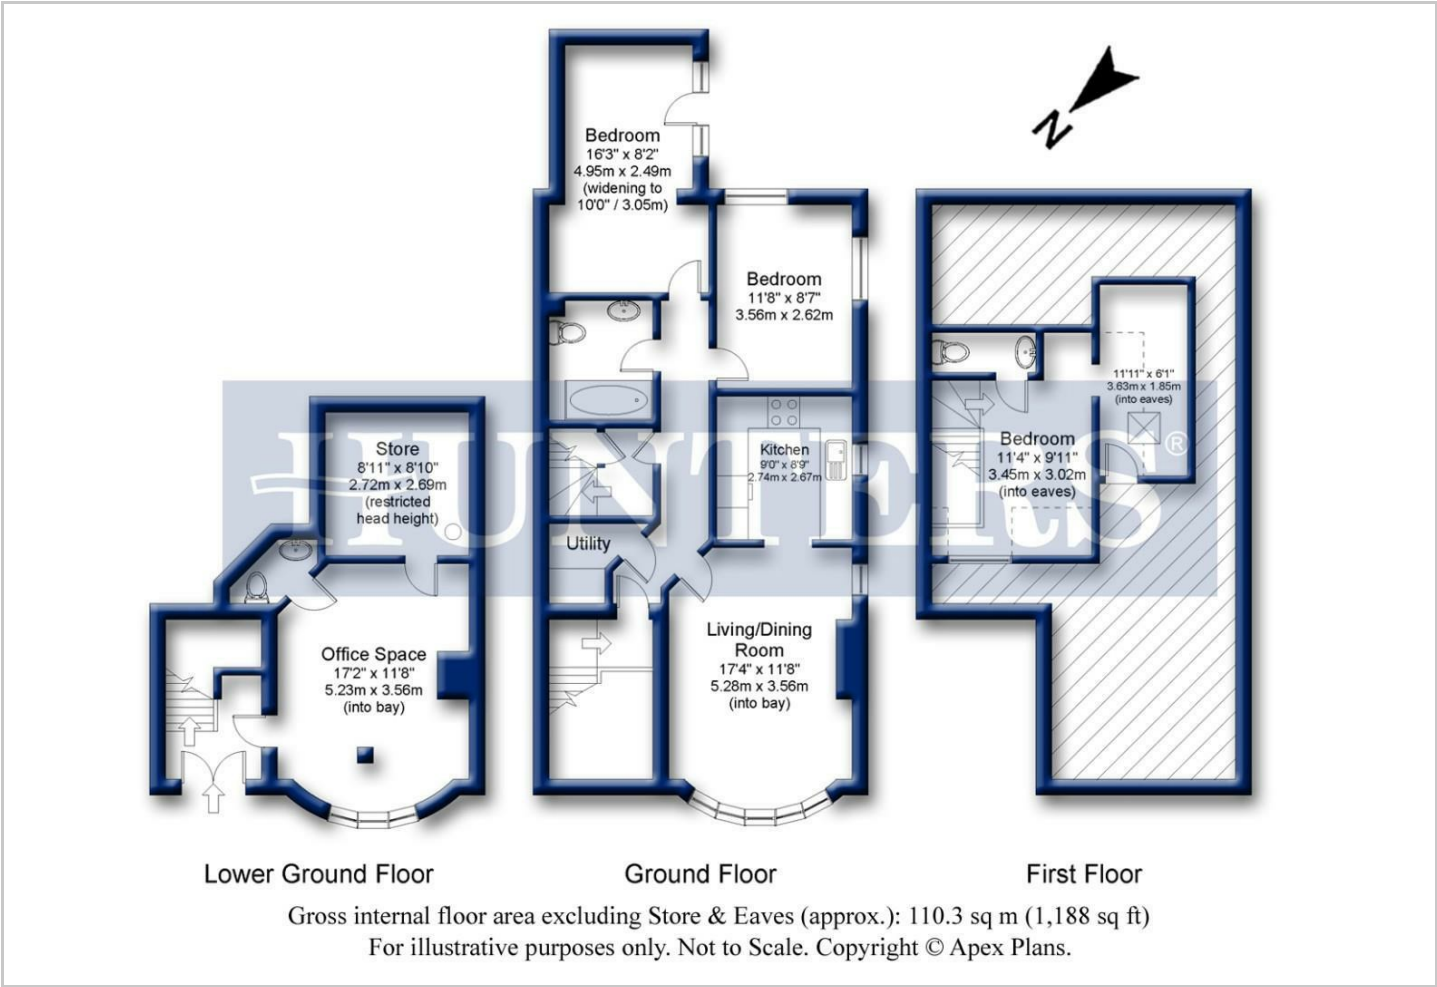 Bedroom
16'3" x 8'2"
4.95m x 2.49m
(widening to
10'0" / 3.05m)
N
Bedroom
11'8" x 8'7"
3.56m x 2.62m
11'11" x 6'1"
3.63m x 1.85m
(into eaves)
Store
8'11" x 8'10"
2.72m x 2.69m
(restricted
head height)
Kitchen
9'0" x 8'9"
2.74m x 2.67m
Bedroom
11'4" x 9'11"
3.45m x 3.02m
(into eaves)
HUNTERS®
Utility
Office Space
17'2" x 11'8"
5.23m x 3.56m
(into bay)
Living/Dining
Room
17'4" x 11'8"
5.28m x 3.56m
(into bay)
Lower Ground Floor
Ground Floor
First Floor
Gross internal floor area excluding Store & Eaves (approx.): 110.3 sq m (1,188 sq ft)
For illustrative purposes only. Not to Scale. Copyright © Apex Plans.